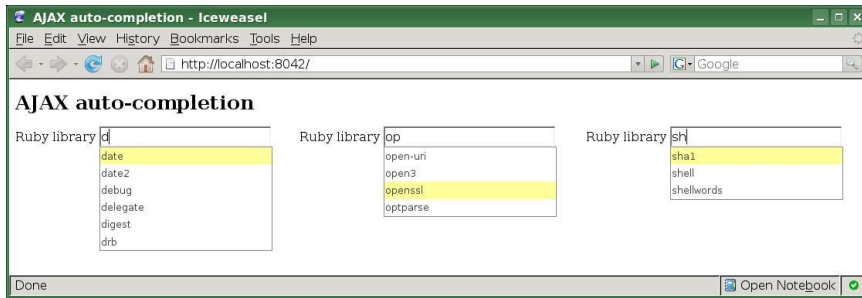 AJAX auto-completion - Iceweasel
File Edit View History Bookmarks Tools Help
http://localhost:8042/ G Google
AJAX auto-completion
Ruby library d Ruby library op Ruby library sh
date open-uri sha1
date2 open3 shell
debug openssl shellwords
delegate optparse
digest
drb
Done Open Notebook